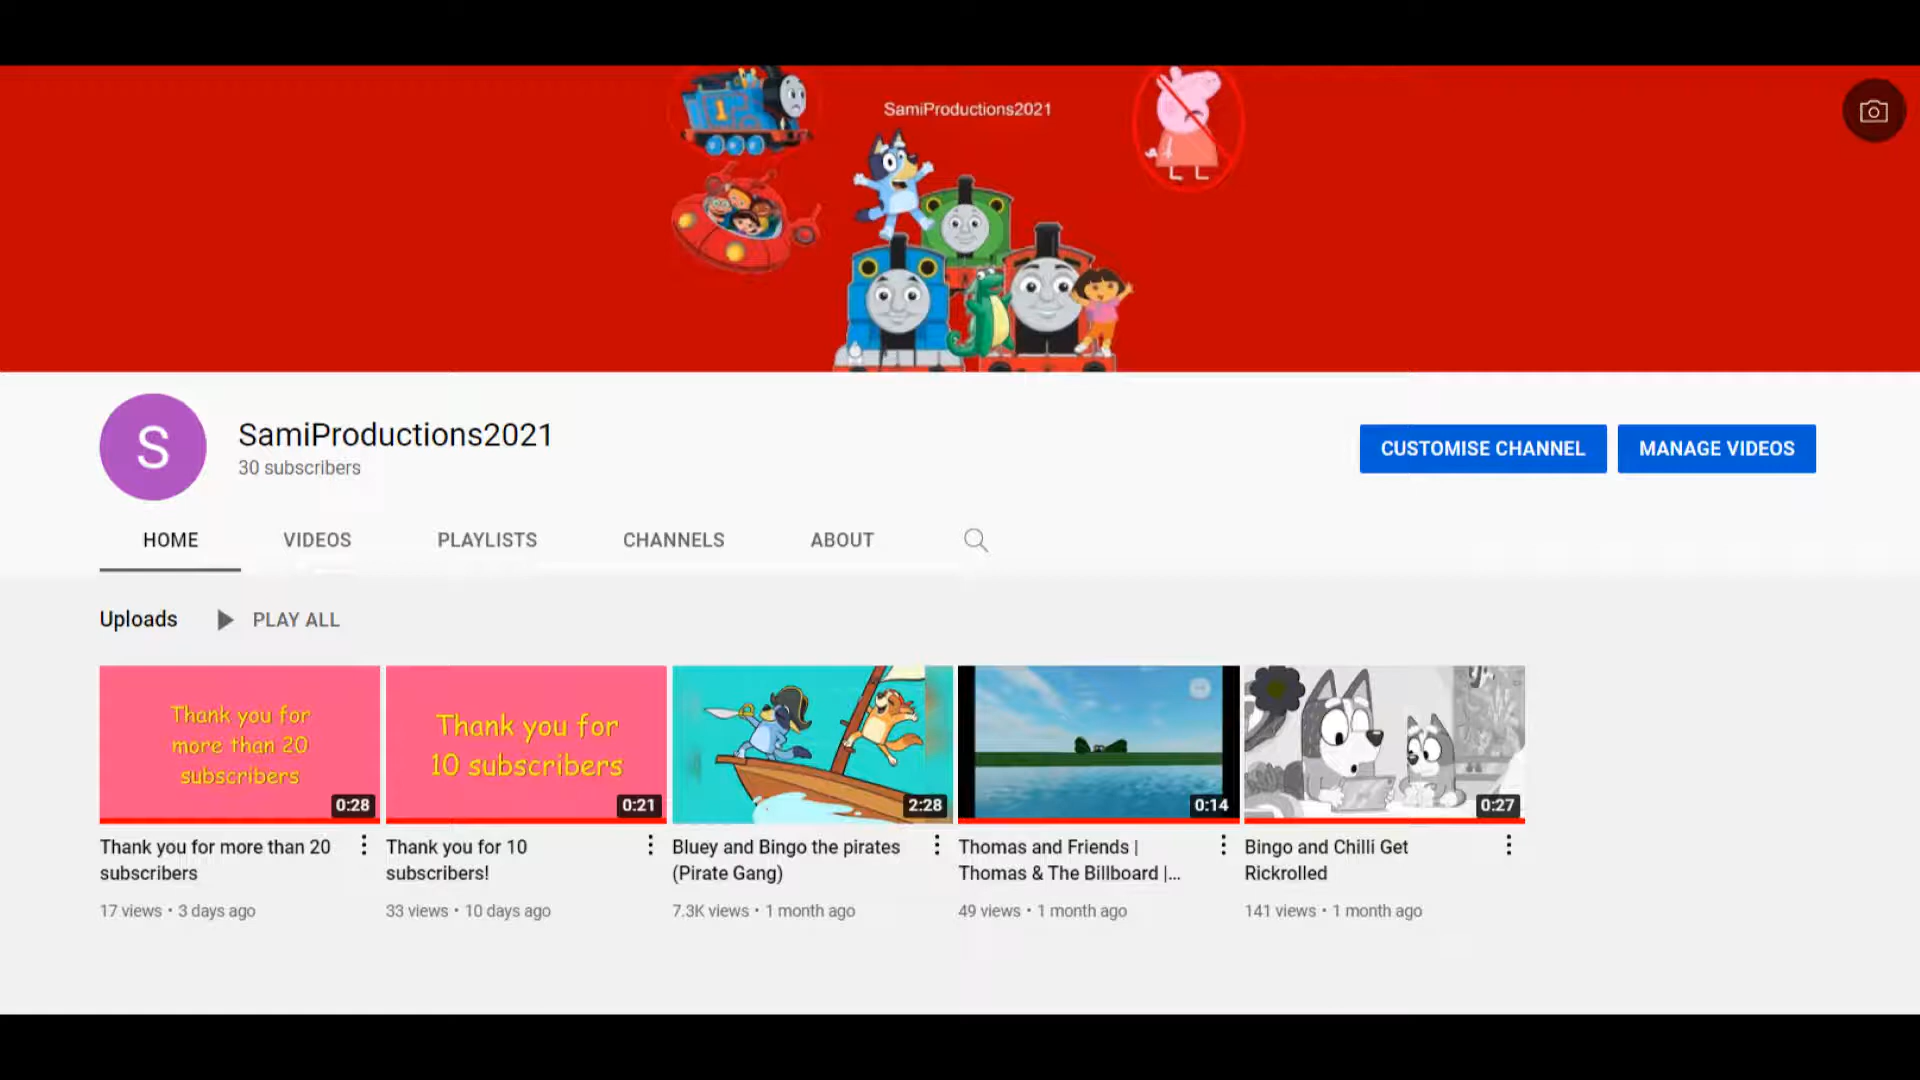 SamiProductions2021
1
S
SamiProductions2021
30 subscribers
CUSTOMISE CHANNEL
MANAGE VIDEOS
HOME
VIDEOS
PLAYLISTS
CHANNELS
ABOUT
Uploads
PLAY ALL
Thank you for
more than 20
subscribers
0:28
Thank you for
10 subscribers
0:21
2:28
0:14
0:27
Thank you for more than 20
subscribers
17 views • 3 days ago
Thank you for 10
subscribers!
33 views • 10 days ago
Bluey and Bingo the pirates
(Pirate Gang)
7.3K views • 1 month ago
Thomas and Friends |
Thomas & The Billboard |...
49 views • 1 month ago
Bingo and Chilli Get
Rickrolled
141 views • 1 month ago